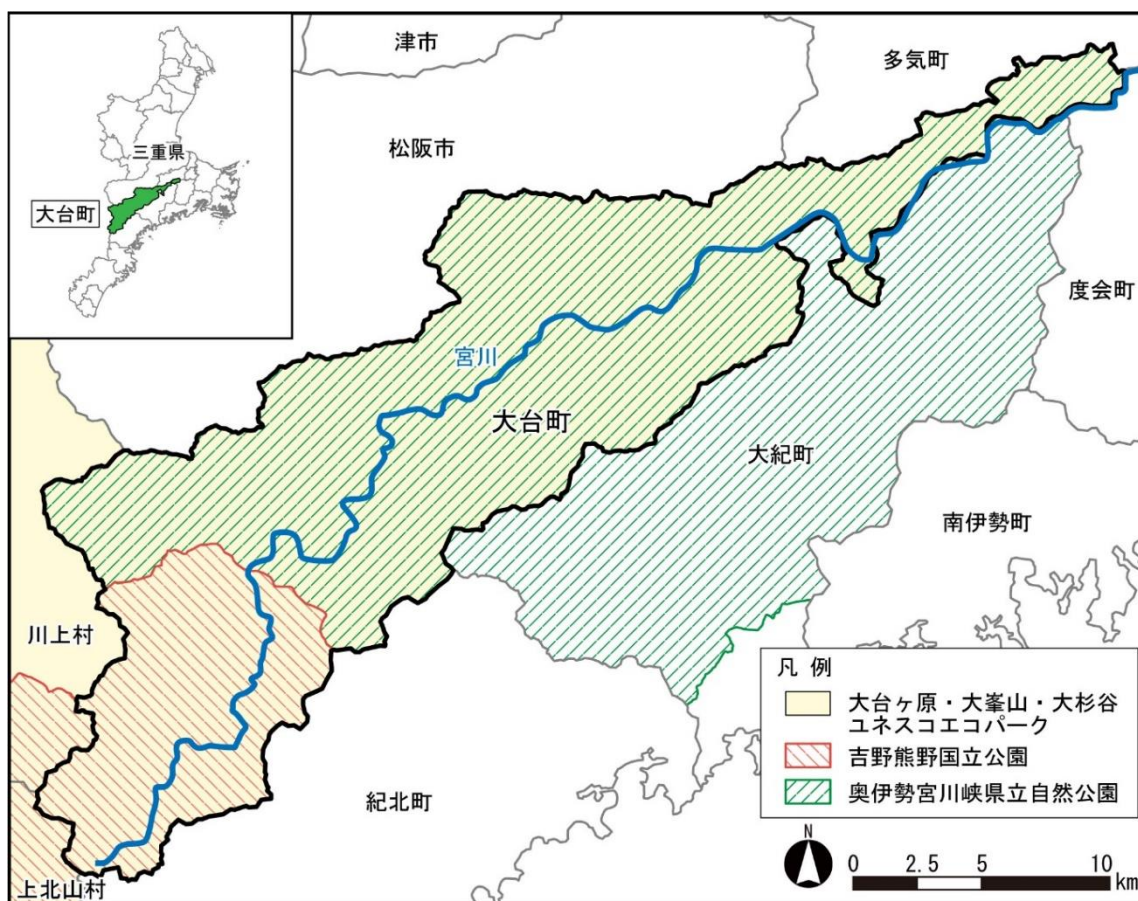 津市
多気町
松阪市
三重県
大台町
度会町
宮川
大台町
大紀町
南伊勢町
川上村
紀北町
上北山村
凡 例
大台ヶ原・大峯山・大杉谷
ユネスコエコパーク
吉野熊野国立公園
奥伊勢宮川峡県立自然公園
N
0 2.5 5 10
km